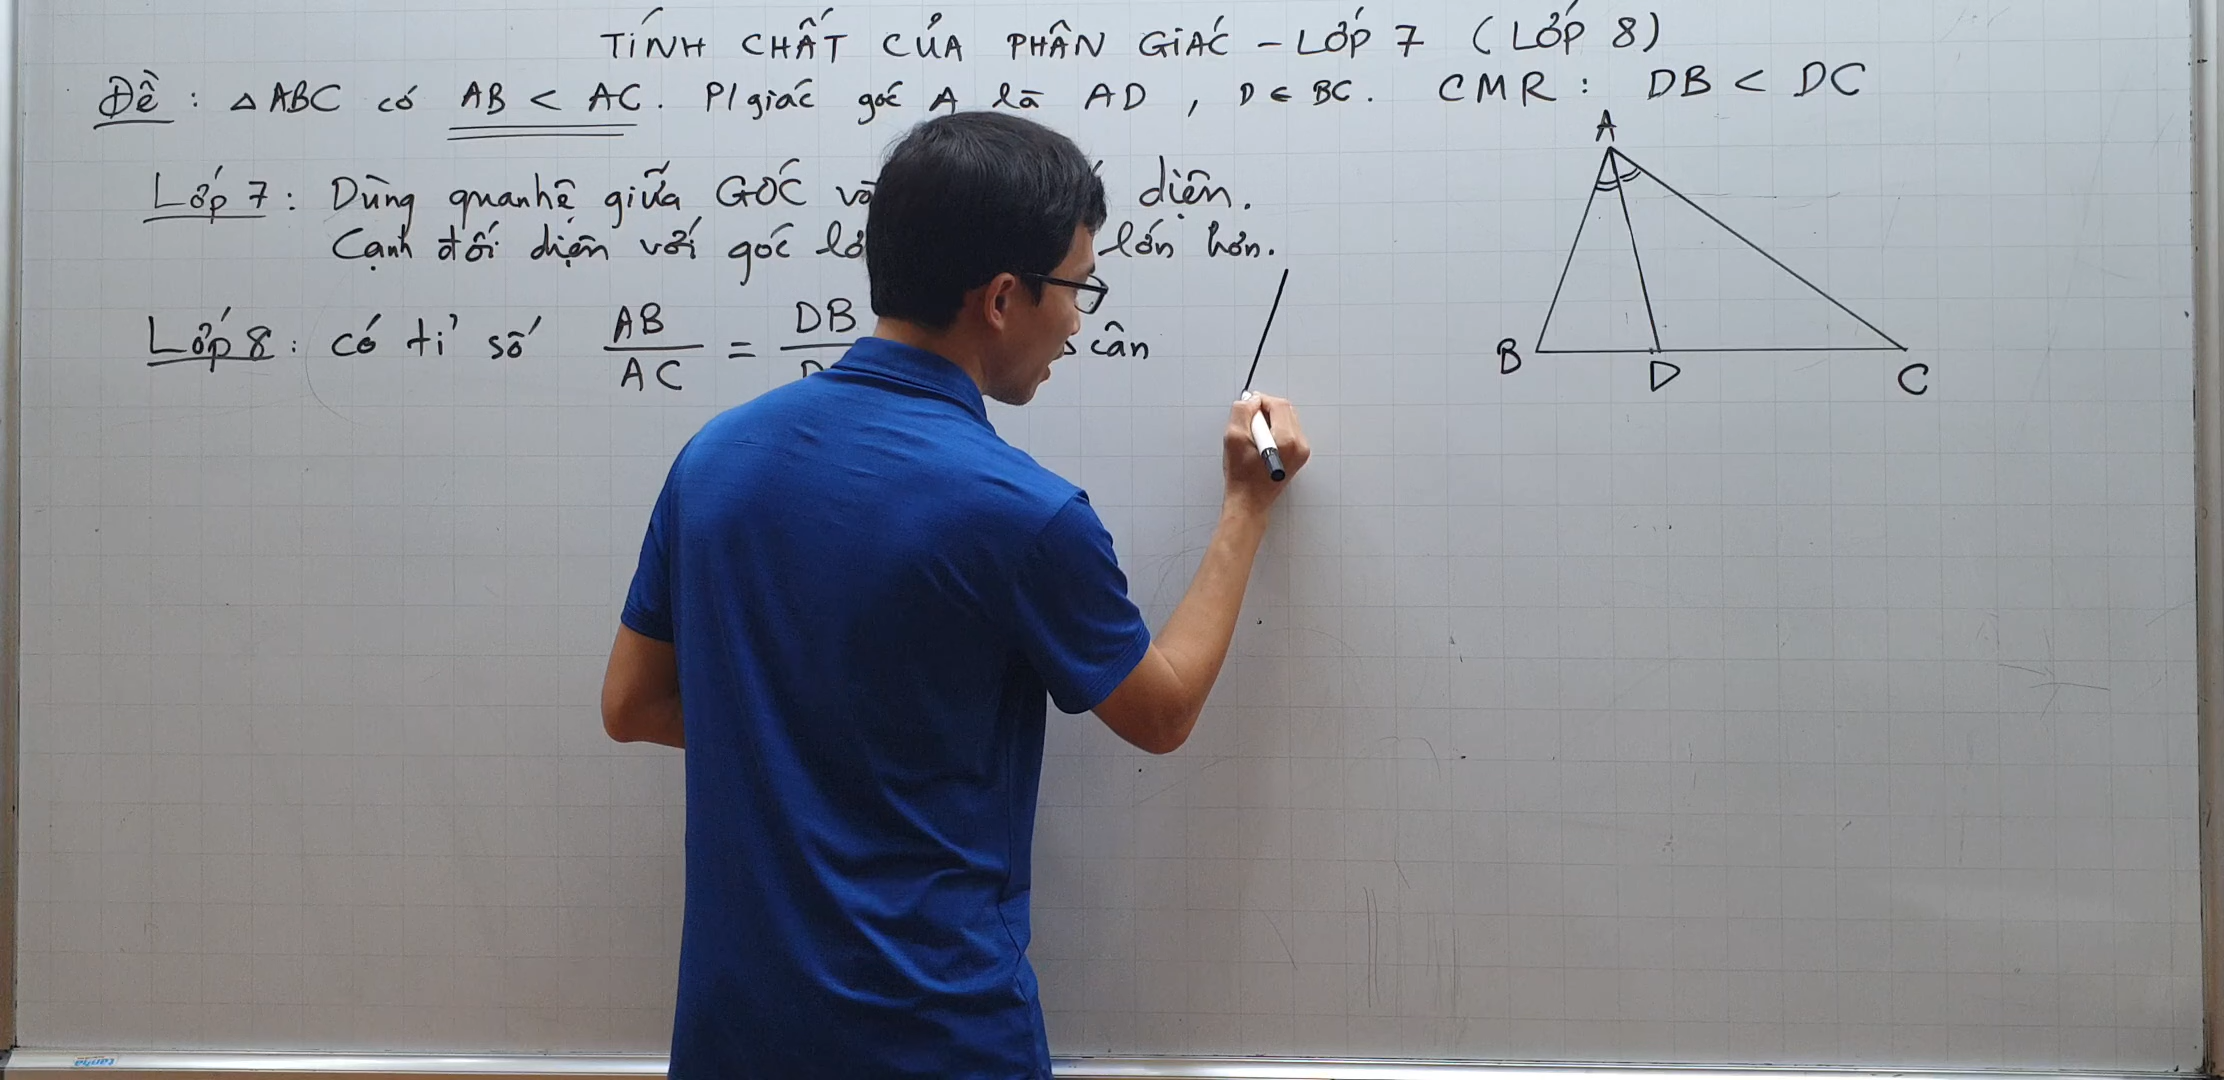 TÍNH CHẤT CỦA PHÂN GIÁC – LỚP 7 (LỚP 8)
Đề : △ABC có AB < AC. P/giác góc A là AD , D ∈ BC. CMR : DB < DC
Lớp 7 : Dùng quan hệ giữa GÓC diện.
Cạnh đối diện với góc lớn hơn.
Lớp 8 : có tỉ số AB/AC = DB cân
A
B
D
C